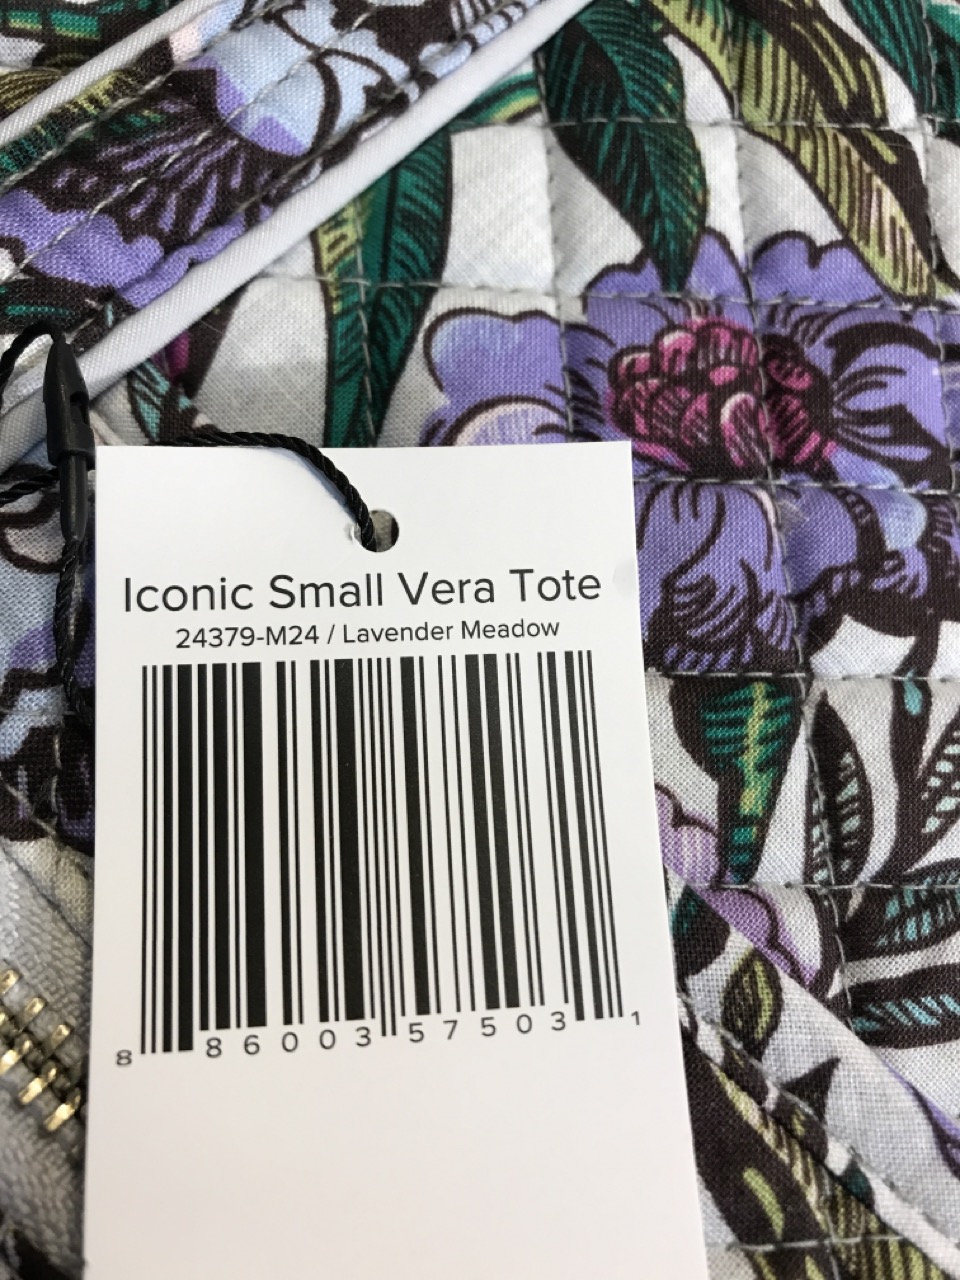 Iconic Small Vera Tote
24379-M24 / Lavender Meadow
8 86003 57503 1